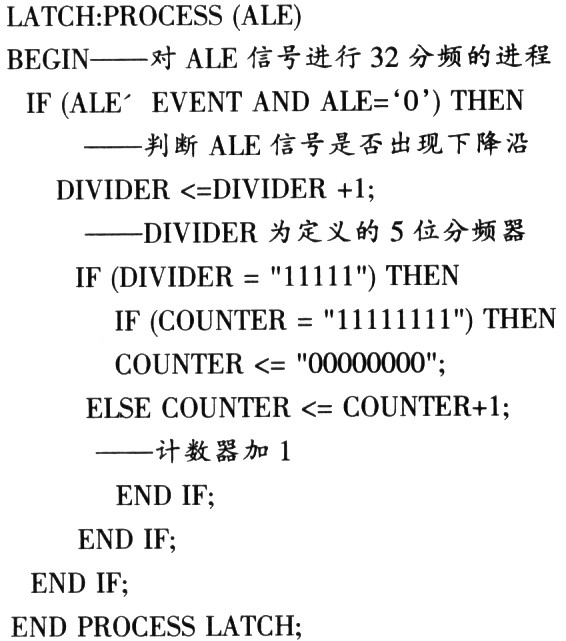 LATCH:PROCESS (ALE)
BEGIN——对 ALE 信号进行 32 分频的进程
IF (ALE´ EVENT AND ALE=‘0’) THEN
——判断 ALE 信号是否出现下降沿
DIVIDER <=DIVIDER +1;
——DIVIDER 为定义的 5 位分频器
IF (DIVIDER = "11111") THEN
IF (COUNTER = "11111111") THEN
COUNTER <= "00000000";
ELSE COUNTER <= COUNTER+1;
——计数器加 1
END IF;
END IF;
END IF;
END PROCESS LATCH;